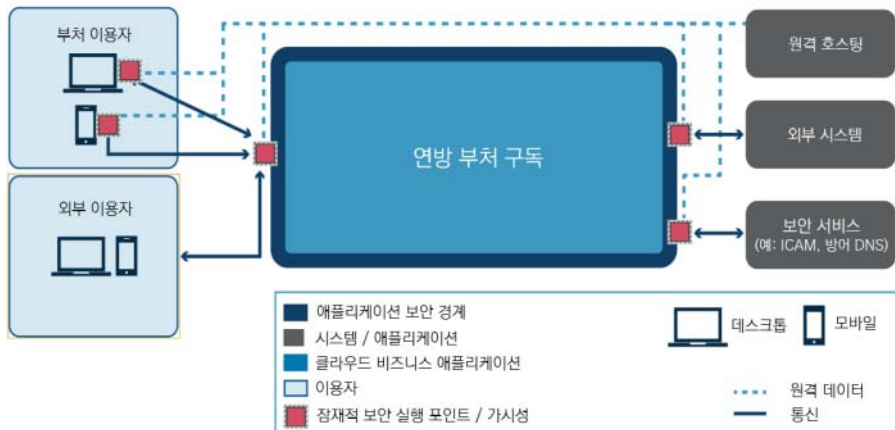 부처 이용자
외부 이용자
연방 부처 구독
원격 호스팅
외부 시스템
보안 서비스
(예: ICAM, 방어 DNS)
애플리케이션 보안 경계
시스템 / 애플리케이션
클라우드 비즈니스 애플리케이션
이용자
잠재적 보안 실행 포인트 / 가시성
데스크톱
모바일
원격 데이터
통신